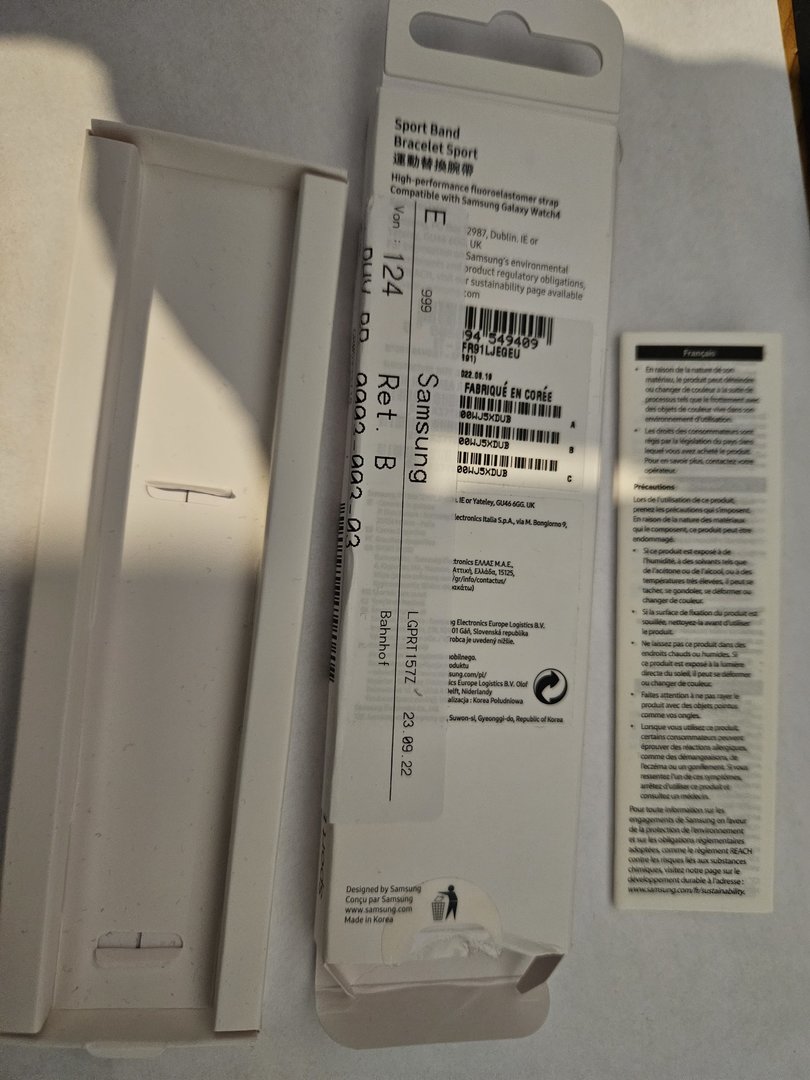 Sport Band
Bracelet Sport
運動替換腕帶
High-performance fluoroelastomer strap
Compatible with Samsung Galaxy Watch4
2987, Dublin. IE or
UK
Samsung's environmental
product regulatory obligations,
r sustainability page available
com
94 549409
FR91LJEGEU
191)
022.08.10
FABRIQUÉ EN CORÉE
00WJ5XDUB
A
00WJ5XDUB
B
00WJ5XDUB
C
. IE or Yateley, GU46 6GG. UK
lectronics Italia S.p.A., via M. Bongiorno 9,
tronics ΕΛΛΑΣ M.A.E.,
Αττική, Ελλάδα, 15125,
/gr/info/contactus/
g Electronics Europe Logistics B.V.
01 Gáň, Slovenská republika
robca je uvedený nižšie.
obilnego,
oduktu
sung.com/pl/
ics Europe Logistics B.V. Olof
Delft, Niderlandy
alizacja : Korea Południowa
, Suwon-si, Gyeonggi-do, Republic of Korea
E 999 Samsung LGPRT157Z 23.09.22
Von : 124 Ret. B Bahnhof
Designed by Samsung
Conçu par Samsung
www.samsung.com
Made in Korea
Français
• En raison de la nature de son
matériau, le produit peut déteindre
ou changer de couleur à la suite de
processus tels que le frottement avec
des objets de couleur vive dans son
environnement d'utilisation.
• Les droits des consommateurs sont
régis par la législation du pays dans
lequel vous avez acheté le produit.
Pour en savoir plus, contactez votre
opérateur.
Précautions
Lors de l'utilisation de ce produit,
prenez les précautions qui s'imposent.
En raison de la nature des matériaux
qui le composent, ce produit peut être
endommagé.
• Si ce produit est exposé à de
l'humidité, à des solvants tels que
de l'acétone ou de l'alcool, ou à des
températures très élevées, il peut se
tacher, se gondoler, se déformer ou
changer de couleur.
• Si la surface de fixation du produit est
souillée, nettoyez-la avant d'utiliser
le produit.
• Ne laissez pas ce produit dans des
endroits chauds ou humides. Si
ce produit est exposé à la lumière
directe du soleil, il peut se déformer
ou changer de couleur.
• Faites attention à ne pas rayer le
produit avec des objets pointus
comme vos ongles.
• Lorsque vous utilisez ce produit,
certains consommateurs peuvent
éprouver des réactions allergiques,
comme des démangeaisons, de
l'eczéma ou un gonflement. Si vous
ressentez l'un de ces symptômes,
arrêtez d'utiliser ce produit et
consultez un médecin.
Pour toute information sur les
engagements de Samsung en faveur
de la protection de l'environnement
et sur les obligations réglementaires
adoptées, comme le règlement REACH
contre les risques liés aux substances
chimiques, visitez notre page sur le
développement durable à l'adresse :
www.samsung.com/fr/sustainability.